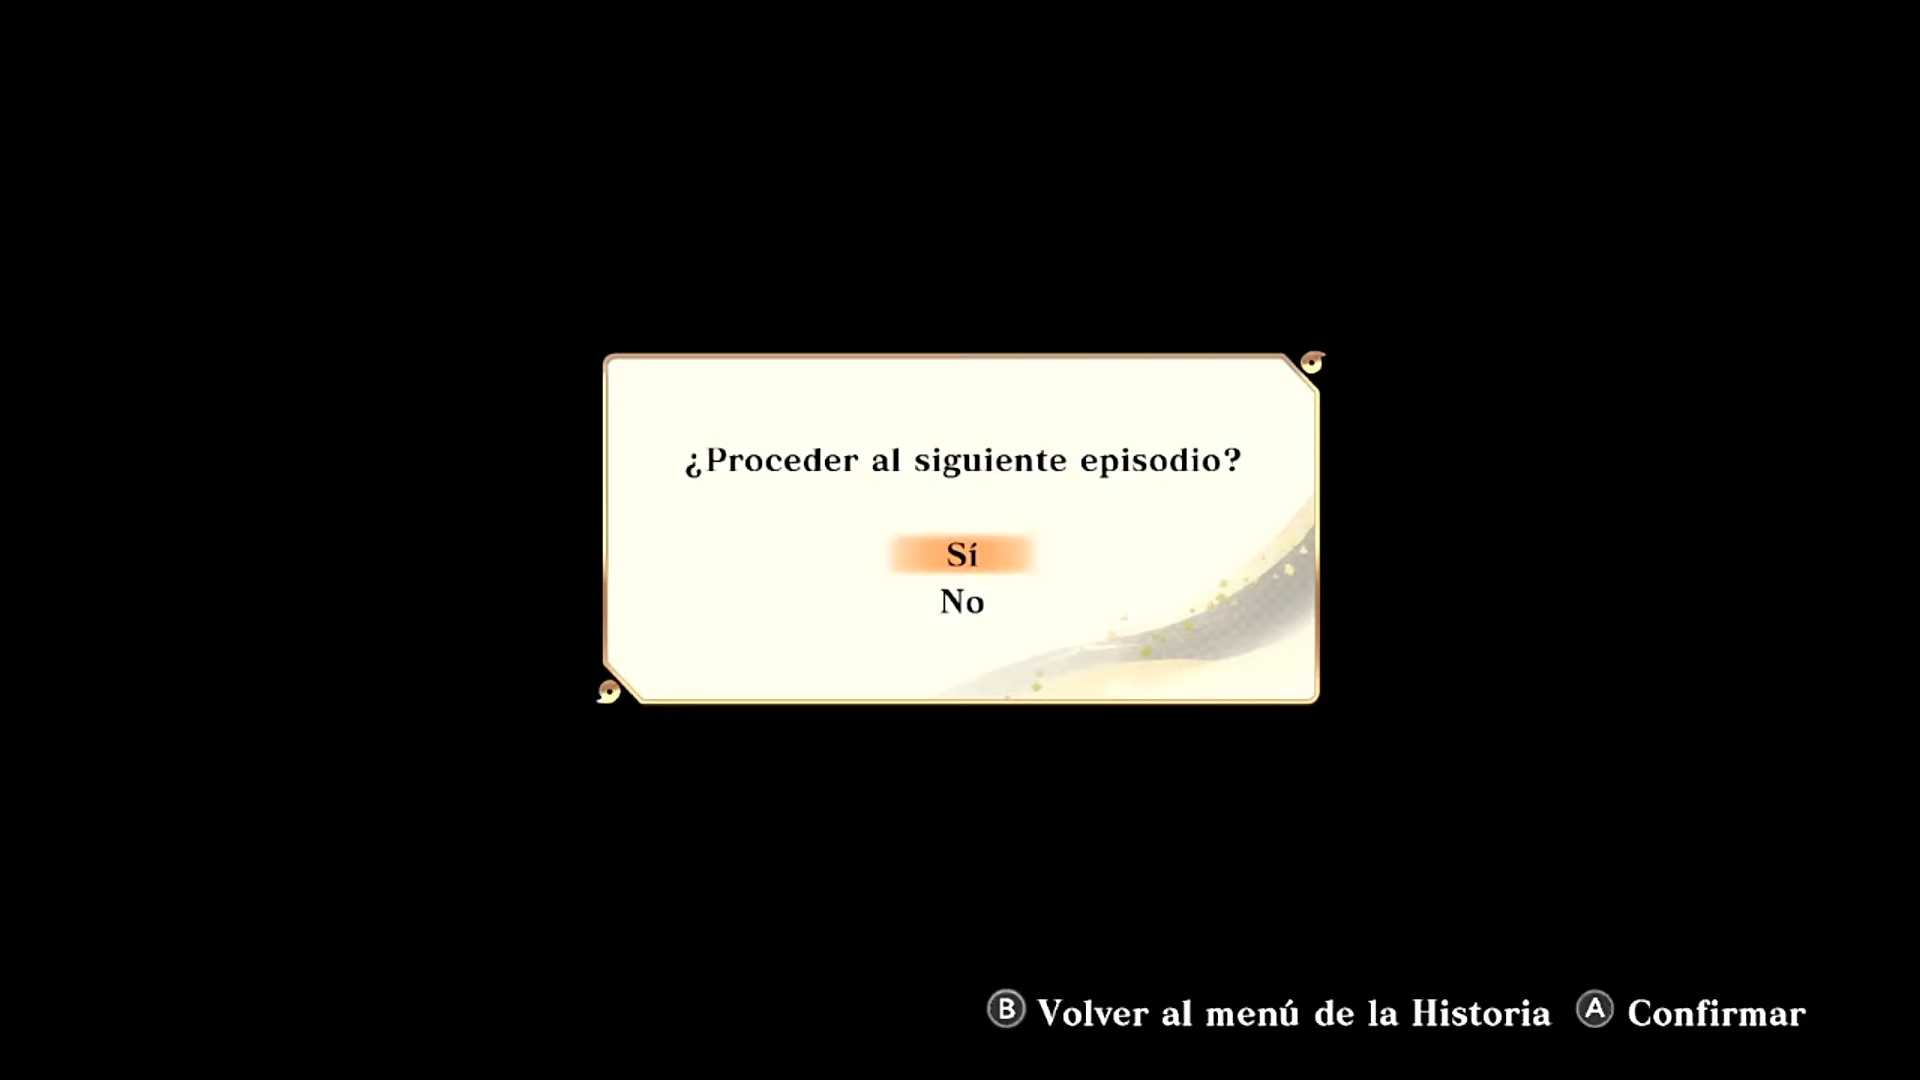 ¿Proceder al siguiente episodio?
Sí
No
B Volver al menú de la Historia A Confirmar